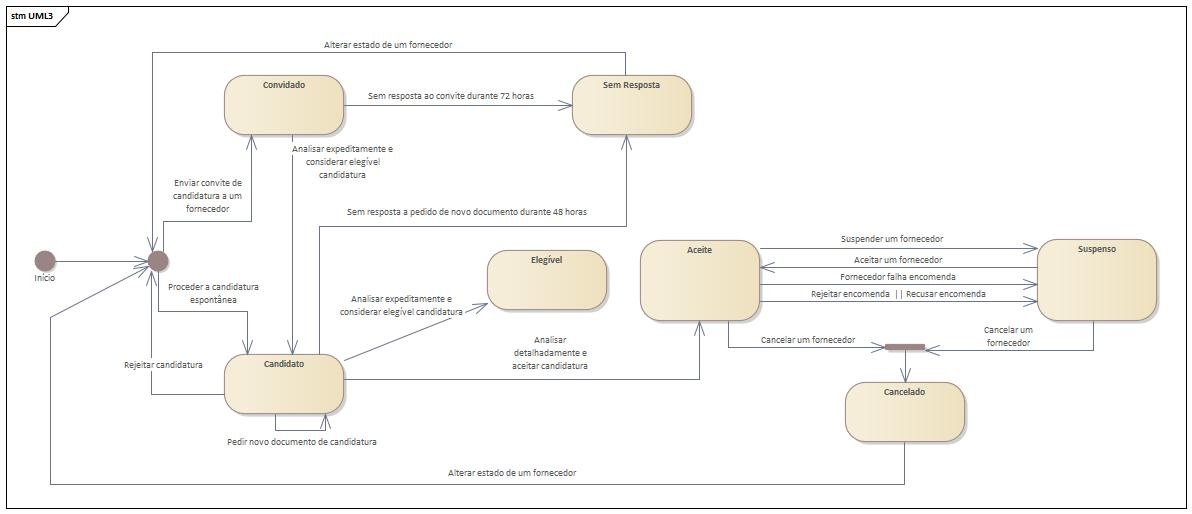 stm UML3
Alterar estado de um fornecedor
Convidado
Sem resposta ao convite durante 72 horas
Sem Resposta
Analisar expeditamente e
considerar elegível
candidatura
Enviar convite de
candidatura a um
fornecedor
Sem resposta a pedido de novo documento durante 48 horas
Início
Proceder a candidatura
espontânea
Elegível
Analisar expeditamente e
considerar elegível candidatura
Aceite
Suspender um fornecedor
Aceitar um fornecedor
Fornecedor falha encomenda
Rejeitar encomenda || Recusar encomenda
Suspenso
Analisar
detalhadamente e
aceitar candidatura
Cancelar um fornecedor
Cancelar um
fornecedor
Rejeitar candidatura
Candidato
Cancelado
Pedir novo documento de candidatura
Alterar estado de um fornecedor